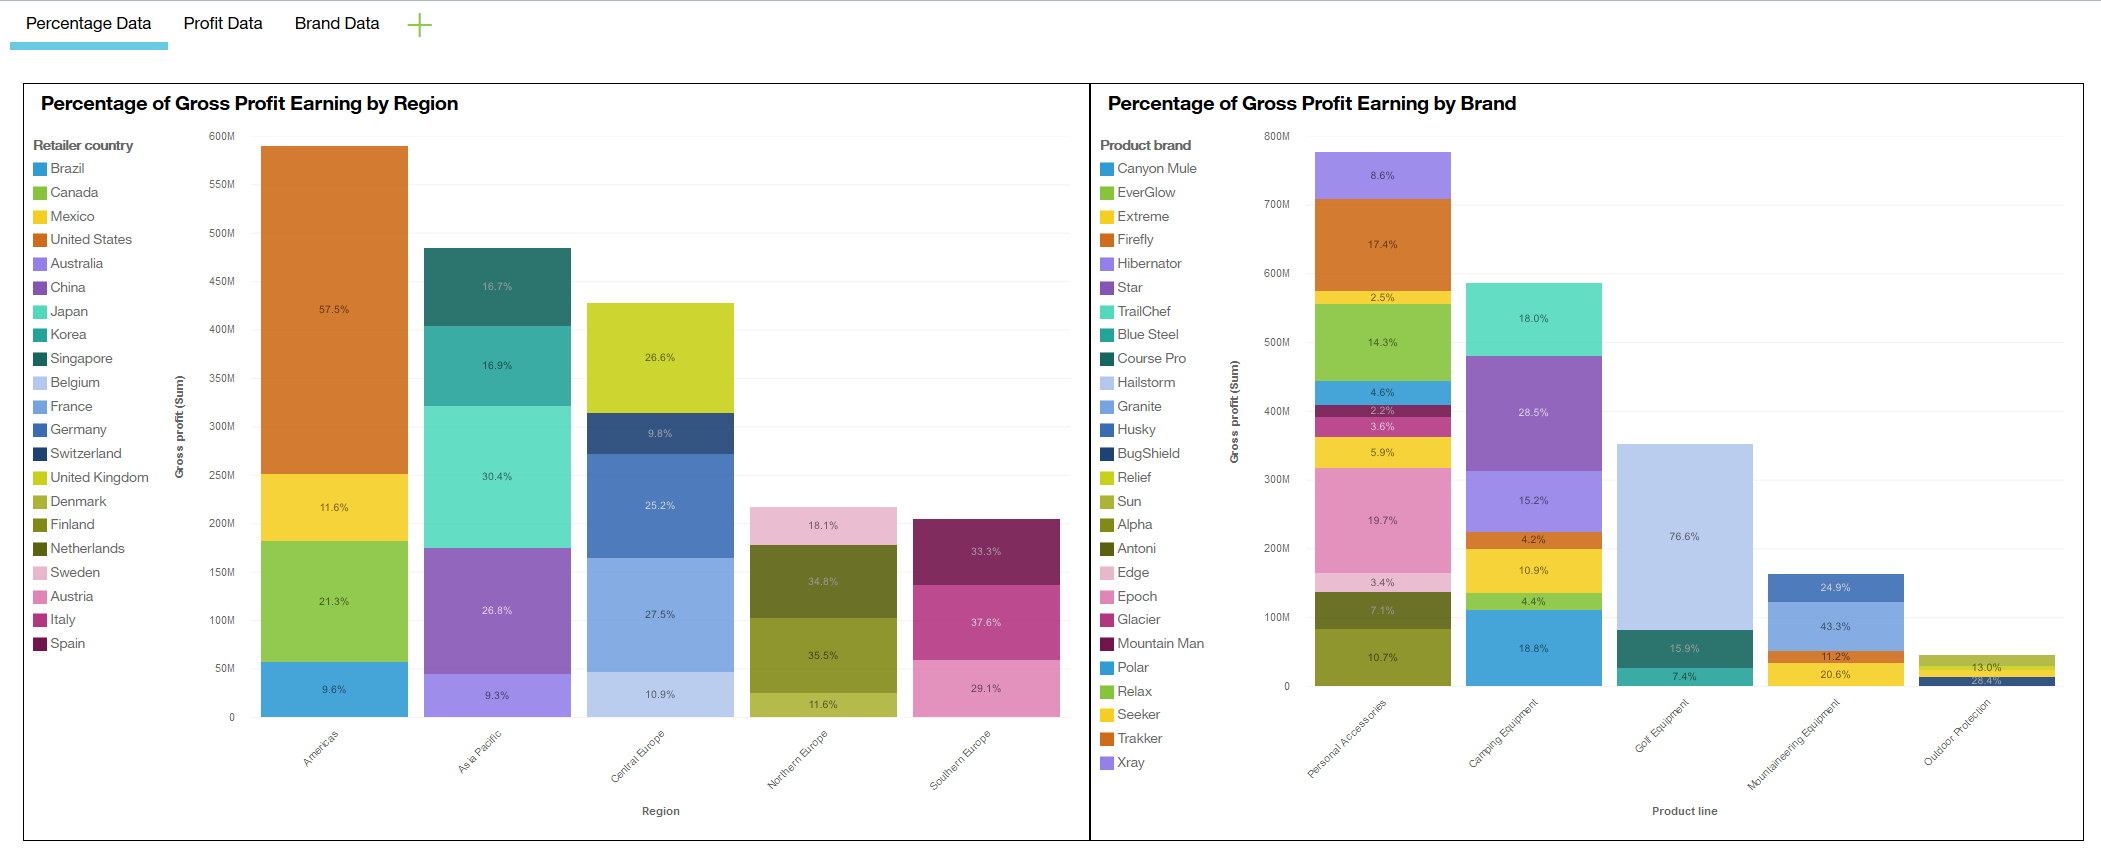 Percentage Data Profit Data Brand Data
Percentage of Gross Profit Earning by Region
Retailer country
Brazil
Canada
Mexico
United States
Australia
China
Japan
Korea
Singapore
Belgium
France
Germany
Switzerland
United Kingdom
Denmark
Finland
Netherlands
Sweden
Austria
Italy
Spain
Gross profit (Sum)
600M
550M
500M
450M
400M
350M
300M
250M
200M
150M
100M
50M
0
57.5%
11.6%
21.3%
9.6%
16.7%
16.9%
30.4%
26.8%
9.3%
26.6%
9.8%
25.2%
27.5%
10.9%
18.1%
34.8%
35.5%
11.6%
33.3%
37.6%
29.1%
Americas
Asia Pacific
Central Europe
Northern Europe
Southern Europe
Region
Percentage of Gross Profit Earning by Brand
Product brand
Canyon Mule
EverGlow
Extreme
Firefly
Hibernator
Star
TrailChef
Blue Steel
Course Pro
Hailstorm
Granite
Husky
BugShield
Relief
Sun
Alpha
Antoni
Edge
Epoch
Glacier
Mountain Man
Polar
Relax
Seeker
Trakker
Xray
Gross profit (Sum)
800M
700M
600M
500M
400M
300M
200M
100M
0
8.6%
17.4%
2.5%
14.3%
4.6%
2.2%
3.6%
5.9%
19.7%
3.4%
7.1%
10.7%
18.0%
28.5%
15.2%
4.2%
10.9%
4.4%
18.8%
76.6%
15.9%
7.4%
24.9%
43.3%
11.2%
20.6%
13.0%
28.4%
Personal Accessories
Camping Equipment
Golf Equipment
Mountaineering Equipment
Outdoor Protection
Product line